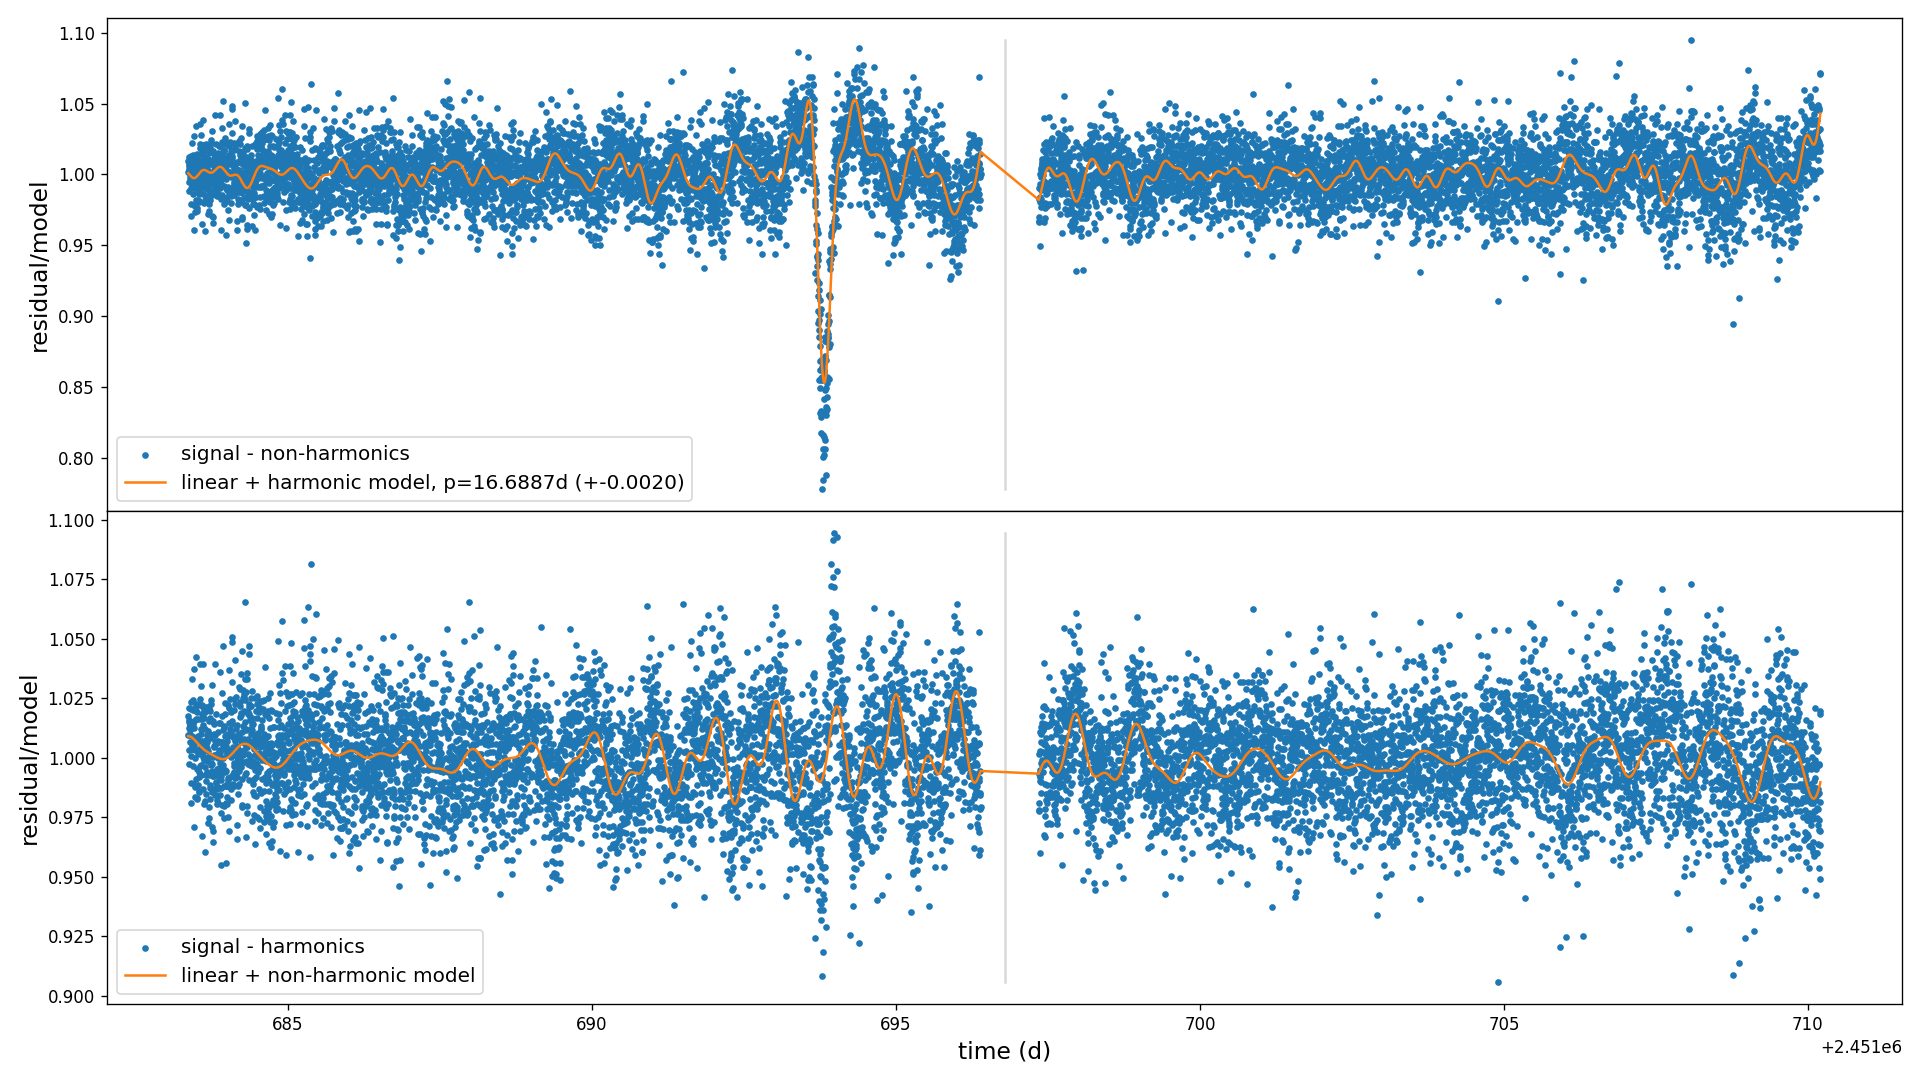 1.10
1.05
1.00
0.95
0.90
0.85
0.80
residual/model
signal - non-harmonics
linear + harmonic model, p=16.6887d (+-0.0020)
1.100
1.075
1.050
1.025
1.000
0.975
0.950
0.925
0.900
residual/model
signal - harmonics
linear + non-harmonic model
685
690
695
700
705
710
time (d)
+2.451e6